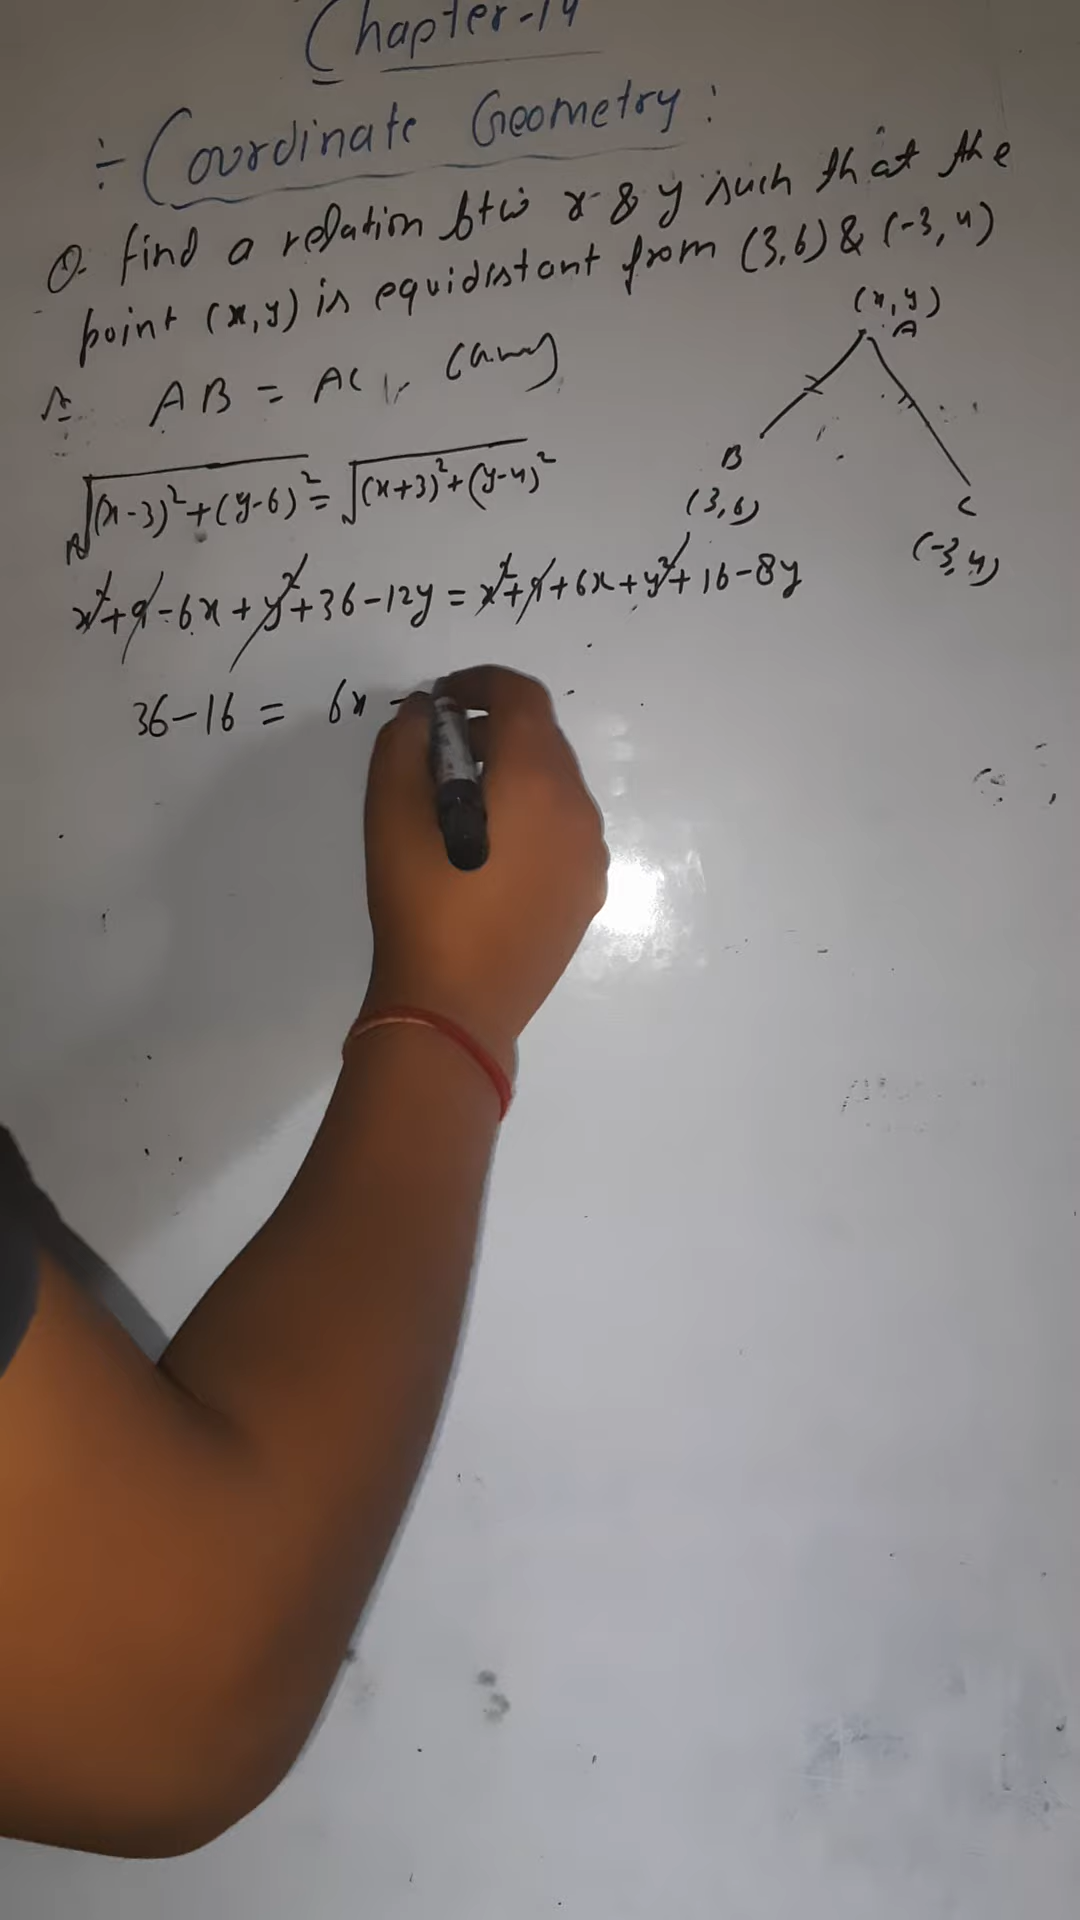 Chapter-14
÷ Coordinate Geometry:
Q. find a relation btw x & y such that the
point (x,y) is equidistant from (3,6) & (-3,4)
AB = AC
(x,y)
A
B
(3,6)
C
(-3,4)
√(x-3)²+(y-6)² = √(x+3)²+(y-4)²
x²+9-6x+y²+36-12y = x²+9+6x+y²+16-8y
36-16 = 6x